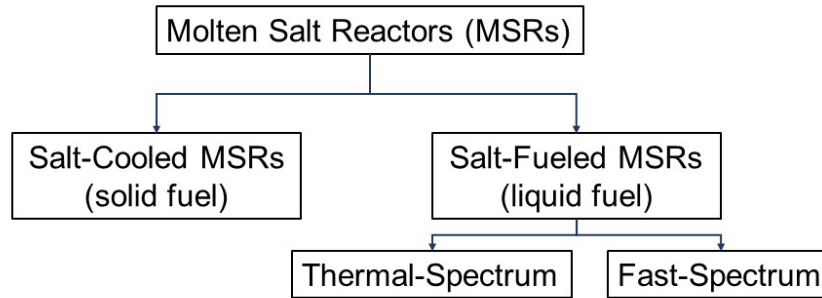 Molten Salt Reactors (MSRs)
Salt-Cooled MSRs
(solid fuel)
Salt-Fueled MSRs
(liquid fuel)
Thermal-Spectrum
Fast-Spectrum